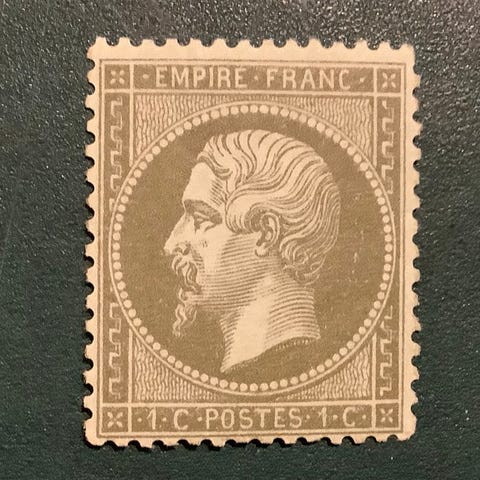 · EMPIRE · FRANC ·
1 · C · POSTES · 1 · C ·